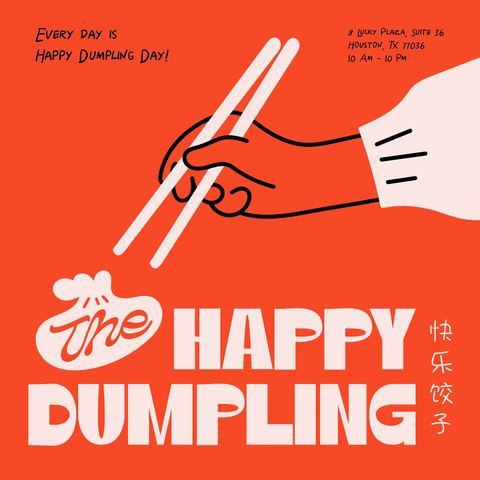 Every day is
Happy Dumpling Day!
8 Lucky Plaza, Suite 36
Houston, TX 77036
10 Am - 10 Pm
The
HAPPY
DUMPLING
快乐饺子